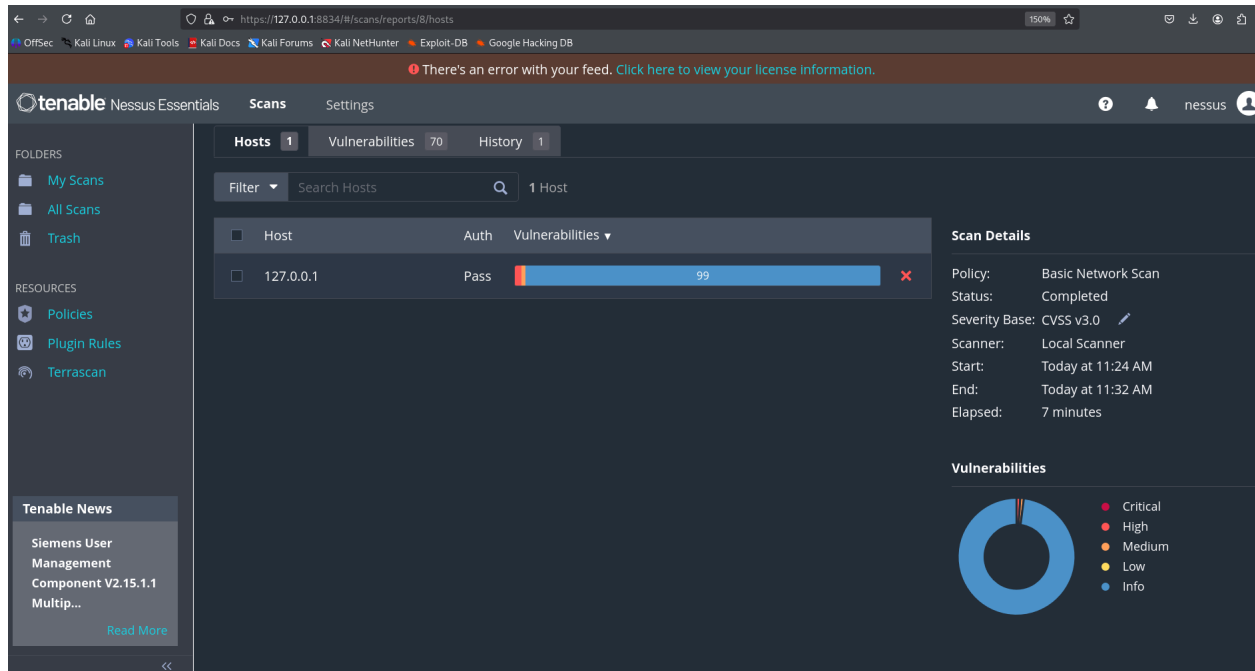 https://127.0.0.1:8834/#/scans/reports/8/hosts
150%
OffSec Kali Linux Kali Tools Kali Docs Kali Forums Kali NetHunter Exploit-DB Google Hacking DB
There's an error with your feed. Click here to view your license information.
tenable Nessus Essentials Scans Settings nessus
FOLDERS
My Scans
All Scans
Trash
RESOURCES
Policies
Plugin Rules
Terrascan
Tenable News
Siemens User
Management
Component V2.15.1.1
Multip...
Read More
Hosts 1 Vulnerabilities 70 History 1
Filter Search Hosts 1 Host
Host Auth Vulnerabilities
127.0.0.1 Pass 99
Scan Details
Policy: Basic Network Scan
Status: Completed
Severity Base: CVSS v3.0
Scanner: Local Scanner
Start: Today at 11:24 AM
End: Today at 11:32 AM
Elapsed: 7 minutes
Vulnerabilities
Critical
High
Medium
Low
Info